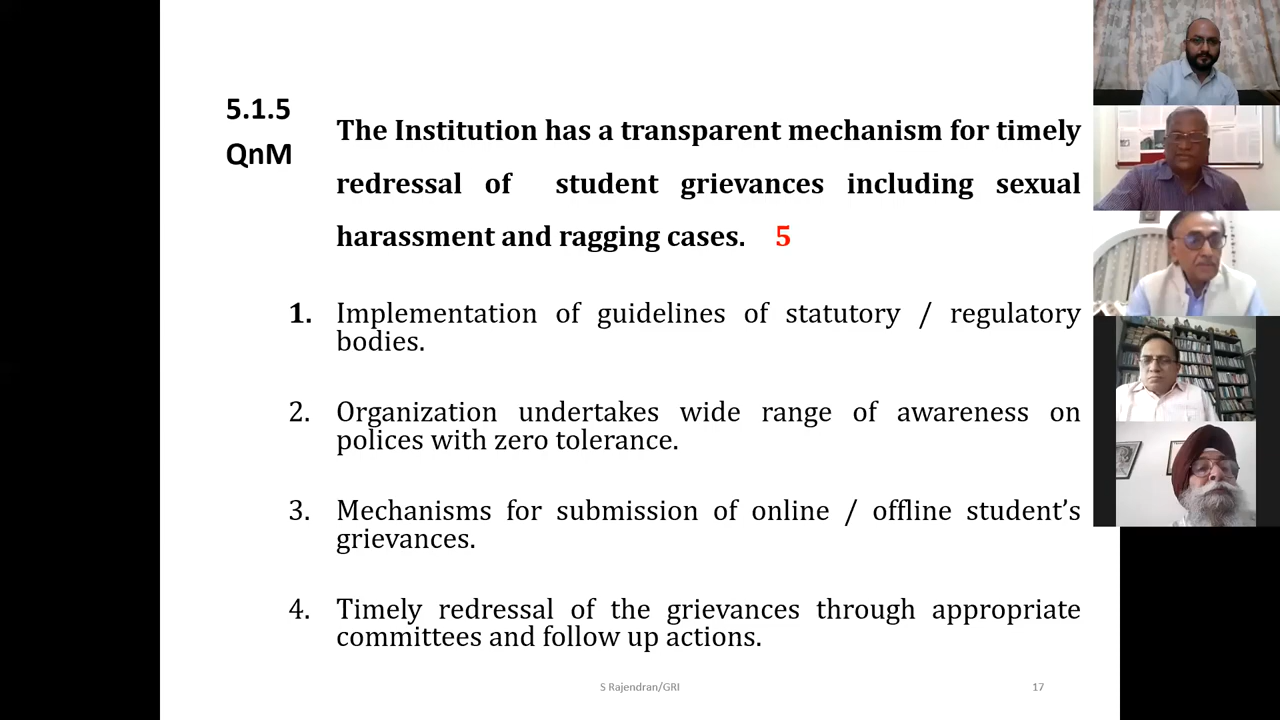 5.1.5
QnM
The Institution has a transparent mechanism for timely
redressal of student grievances including sexual
harassment and ragging cases. 5
1. Implementation of guidelines of statutory / regulatory
bodies.
2. Organization undertakes wide range of awareness on
polices with zero tolerance.
3. Mechanisms for submission of online / offline student’s
grievances.
4. Timely redressal of the grievances through appropriate
committees and follow up actions.
S Rajendran/GRI
17